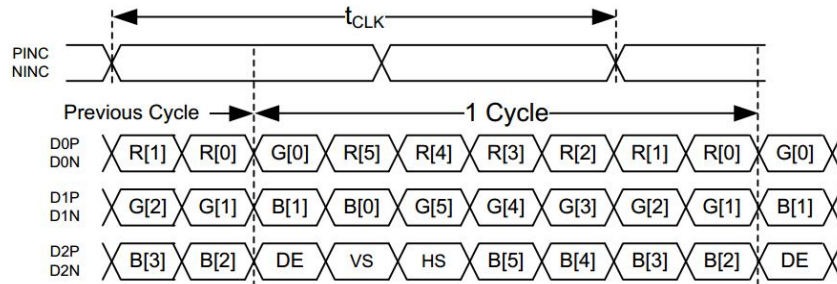 tCLK
PINC
NINC
Previous Cycle
1 Cycle
D0P
D0N
R[1] R[0] G[0] R[5] R[4] R[3] R[2] R[1] R[0] G[0]
D1P
D1N
G[2] G[1] B[1] B[0] G[5] G[4] G[3] G[2] G[1] B[1]
D2P
D2N
B[3] B[2] DE VS HS B[5] B[4] B[3] B[2] DE